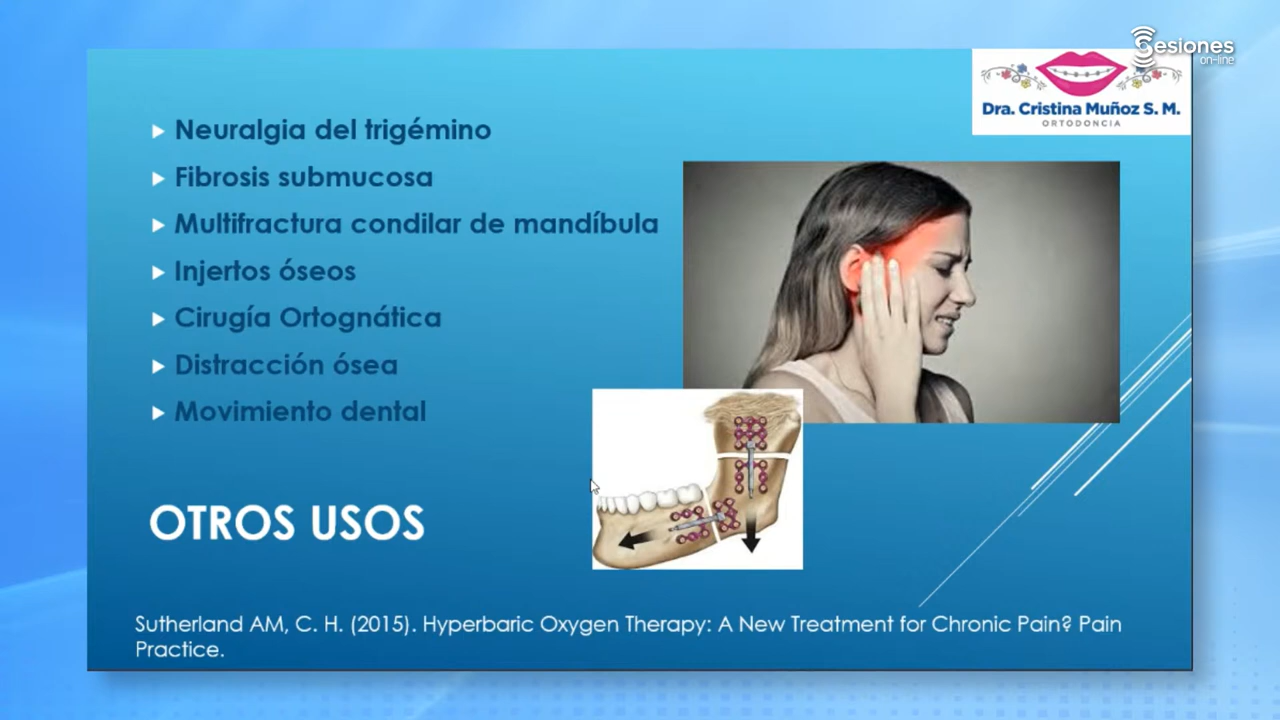 Sesiones
on-line
Dra. Cristina Muñoz S. M.
ORTODONCIA
Neuralgia del trigémino
Fibrosis submucosa
Multifractura condilar de mandíbula
Injertos óseos
Cirugía Ortognática
Distracción ósea
Movimiento dental
OTROS USOS
Sutherland AM, C. H. (2015). Hyperbaric Oxygen Therapy: A New Treatment for Chronic Pain? Pain
Practice.